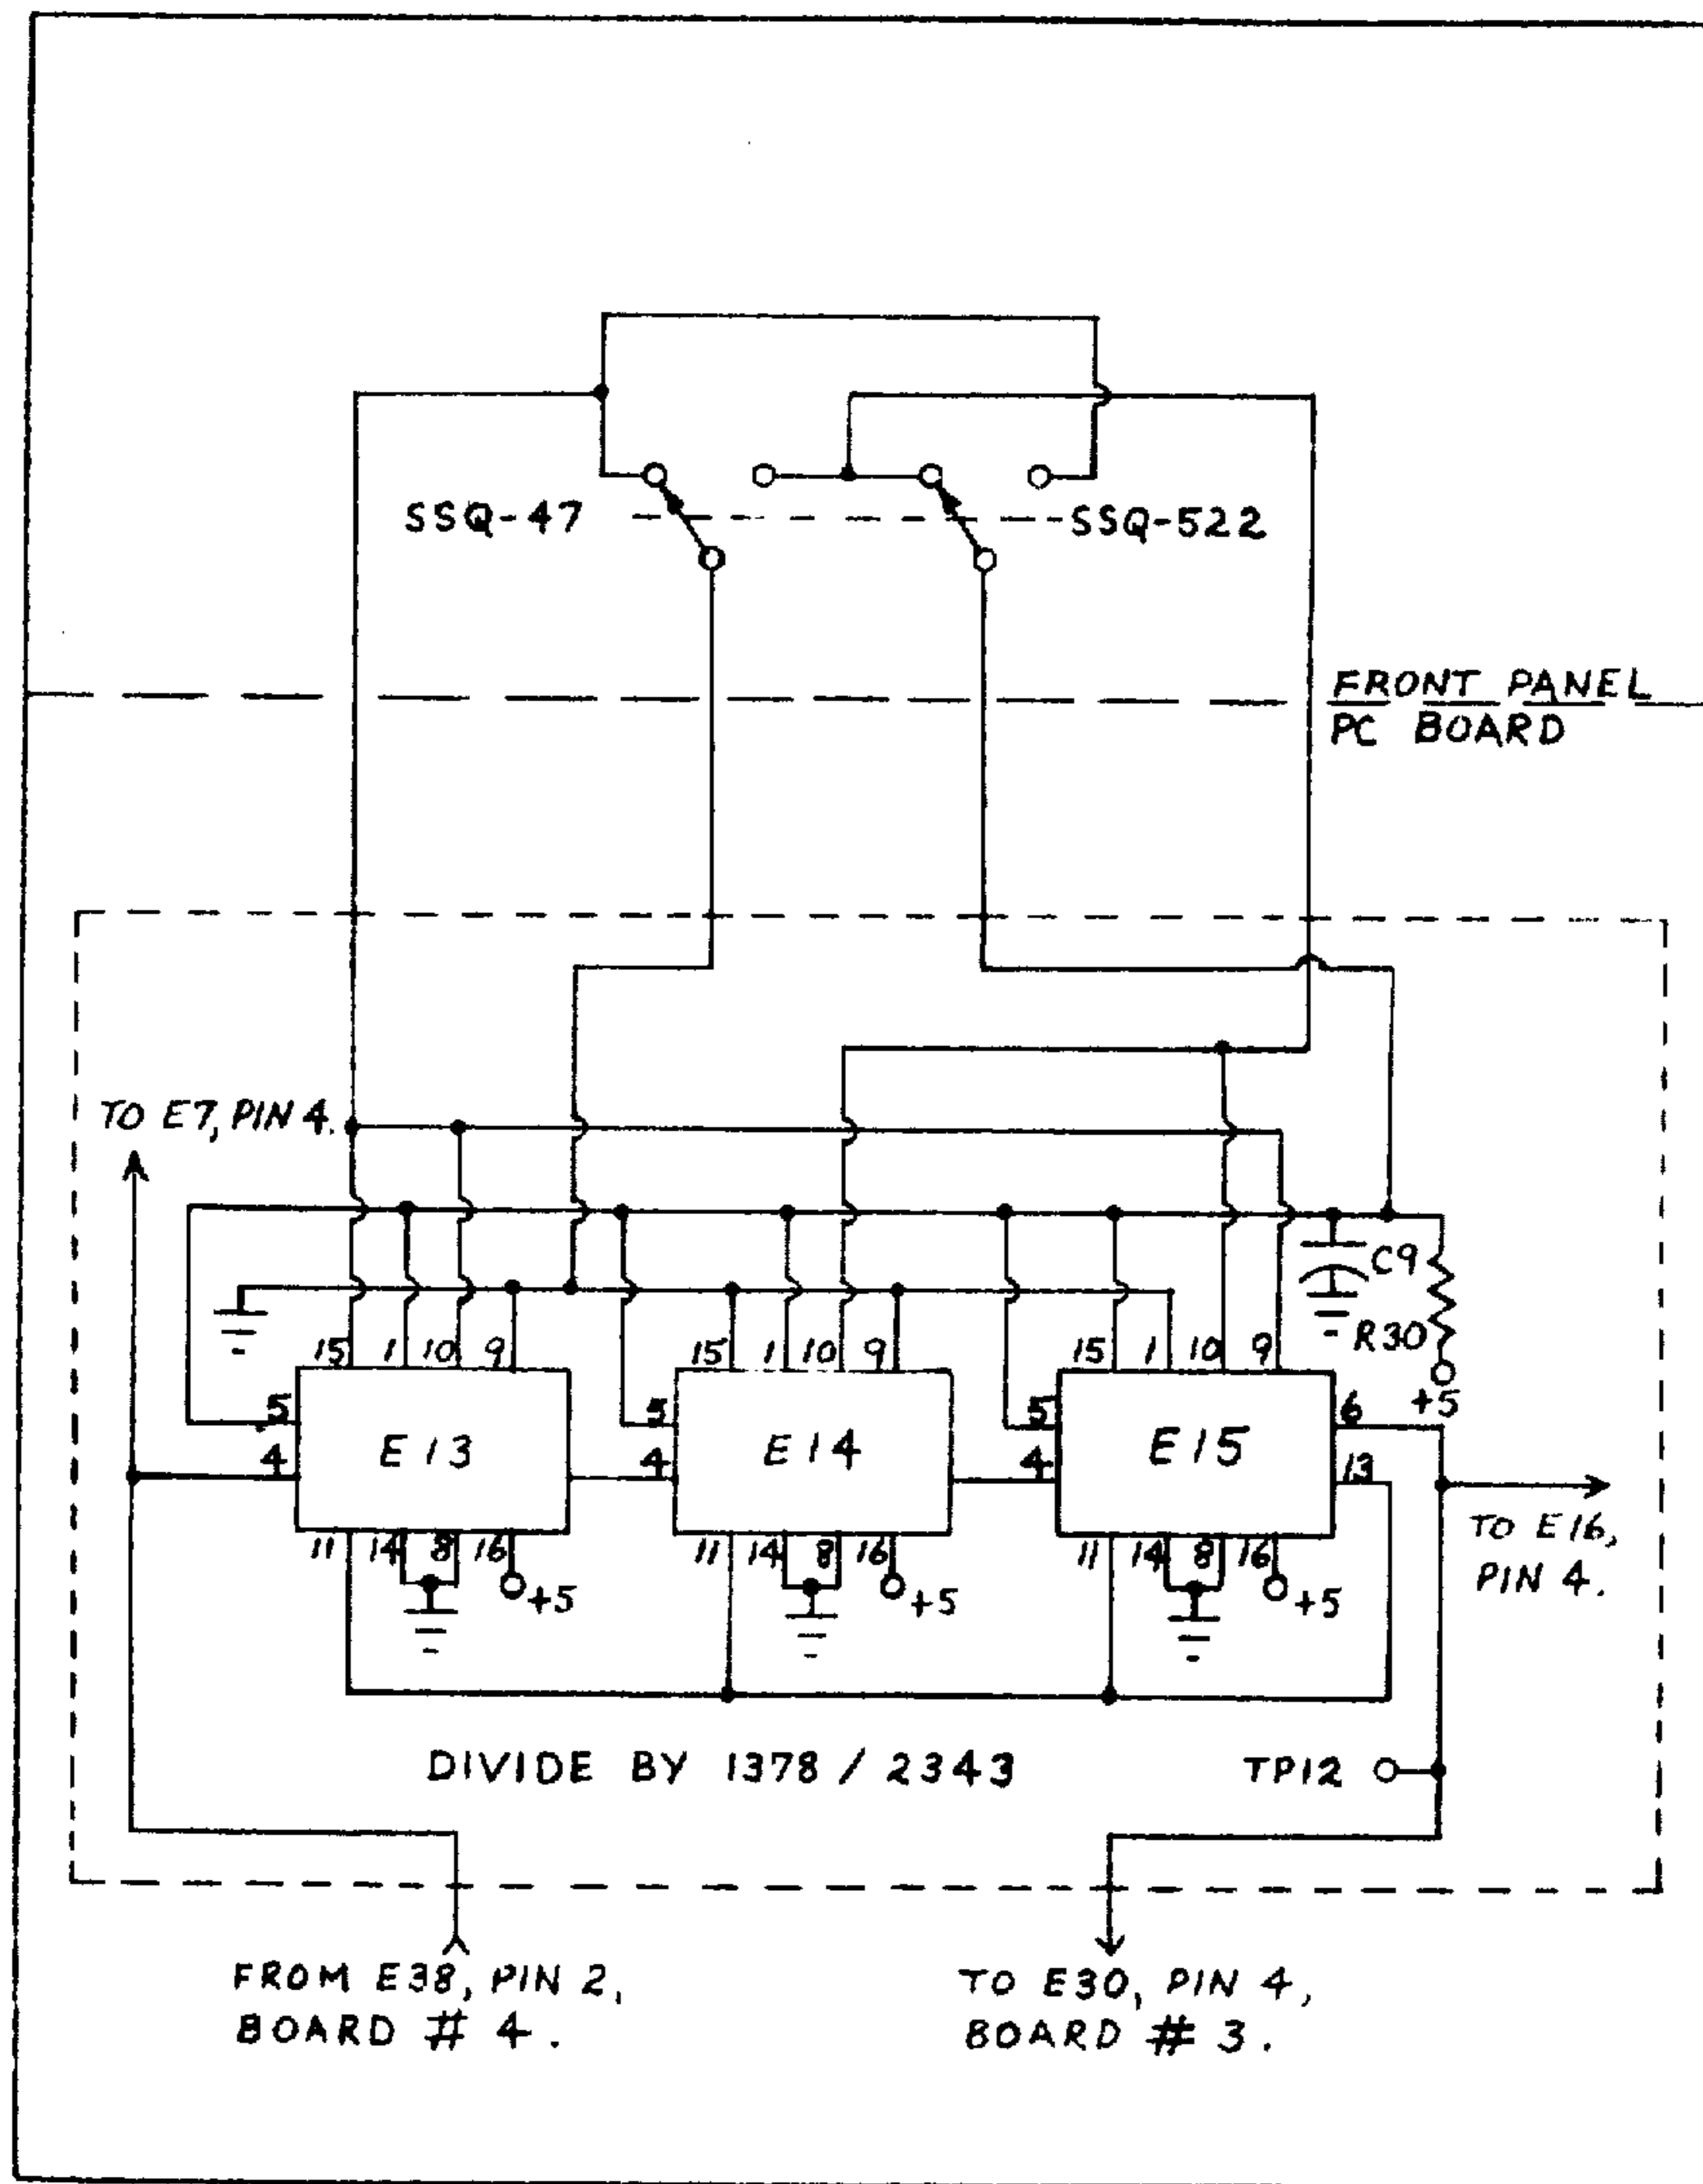 SSQ-47
SSQ-522
FRONT PANEL
PC BOARD
TO E7, PIN 4.
C9
R30
+5
15 1 10 9
15 1 10 9
15 1 10 9
5
4
E13
5
4
E14
5
4
E15
6
13
11 14 8 16
+5
11 14 8 16
+5
11 14 8 16
+5
TO E16,
PIN 4.
DIVIDE BY 1378 / 2343
TP12
FROM E38, PIN 2,
BOARD # 4.
TO E30, PIN 4,
BOARD # 3.